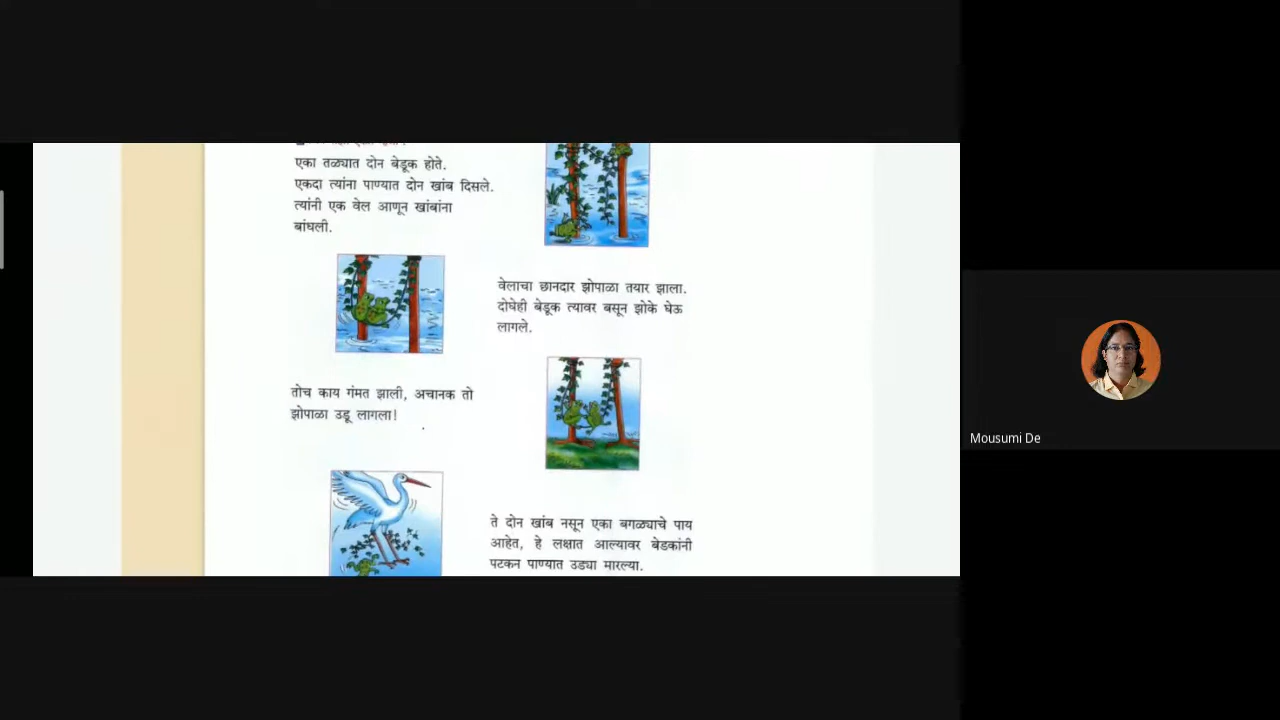 एका तळ्यात दोन बेडूक होते.
एकदा त्यांना पाण्यात दोन खांब दिसले.
त्यांनी एक वेल आणून खांबांना
बांधली.
वेलाचा छानदार झोपाळा तयार झाला.
दोघेही बेडूक त्यावर बसून झोके घेऊ
लागले.
तोच काय गंमत झाली, अचानक तो
झोपाळा उडू लागला!
ते दोन खांब नसून एका बगळ्याचे पाय
आहेत, हे लक्षात आल्यावर बेडकांनी
पटकन पाण्यात उड्या मारल्या.
Mousumi De